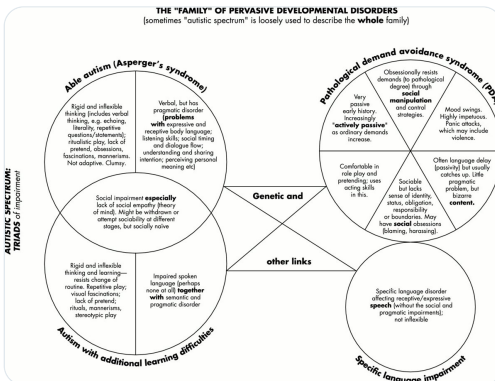 THE "FAMILY" OF PERVASIVE DEVELOPMENTAL DISORDERS
(sometimes "autistic spectrum" is loosely used to describe the whole family)
AUTISTIC SPECTRUM:
TRIADS of impairment
Able autism (Asperger's syndrome)
Rigid and inflexible
thinking (includes verbal
thinking, e.g. echoing,
literality, repetitive
questions/statements);
ritualistic play, lack of
pretend, obsessions,
fascinations, mannerisms.
Not adaptive. Clumsy.
Verbal, but has
pragmatic disorder
(problems
with expressive and
receptive body language;
listening skills; social timing
and dialogue flow;
understanding and sharing
intention; perceiving personal
meaning etc)
Social impairment especially
lack of social empathy (theory
of mind). Might be withdrawn or
attempt sociability at different
stages, but socially naïve
Rigid and inflexible
thinking and learning—
resists change of
routine. Repetitive play;
visual fascinations;
lack of pretend;
rituals, mannerisms,
stereotypic play
Impaired spoken
language (perhaps
none at all) together
with semantic and
pragmatic disorder
Autism with additional learning difficulties
Genetic and
other links
Pathological demand avoidance syndrome (PDA)
Very
passive
early history.
Increasingly
"actively passive"
as ordinary demands
increase.
Obsessionally resists
demands (to pathological
degree) through
social
manipulation
and control
strategies.
Mood swings.
Highly impetuous.
Panic attacks,
which may
include
violence.
Comfortable in
role play and
pretending; uses
acting skills
in this.
Sociable
but lacks
sense of identity,
status, obligation,
responsibility
or boundaries. May
have social obsessions
(blaming, harassing).
Often language delay
(passivity) but usually
catches up. Little
pragmatic
problem, but
bizarre
content.
Specific language disorder
affecting receptive/expressive
speech (without the social and
pragmatic impairments);
not inflexible
Specific language impairment